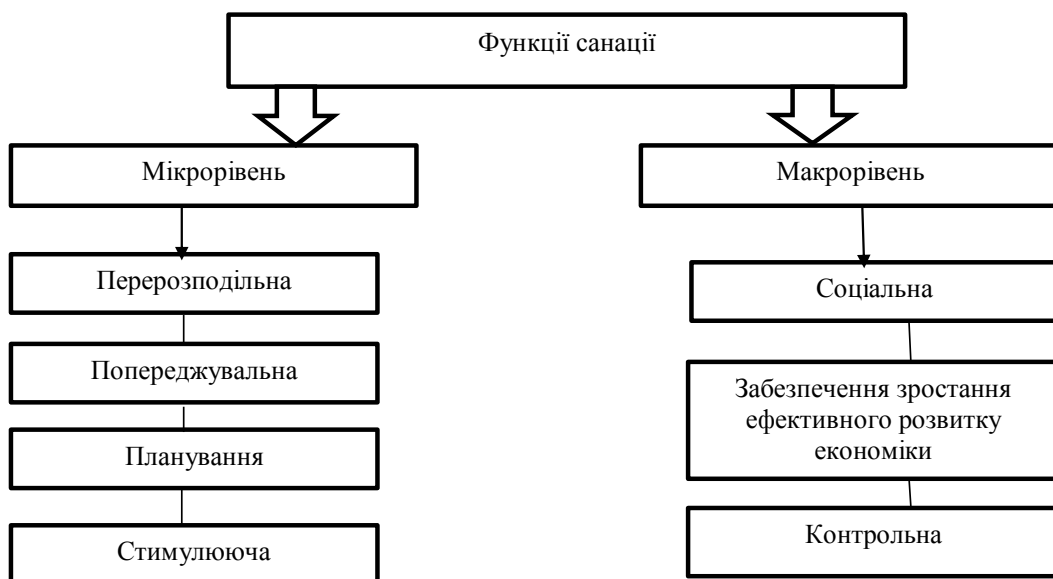 Функції санації
Мікрорівень
Макрорівень
Перерозподільна
Попереджувальна
Планування
Стимулююча
Соціальна
Забезпечення зростання
ефективного розвитку
економіки
Контрольна